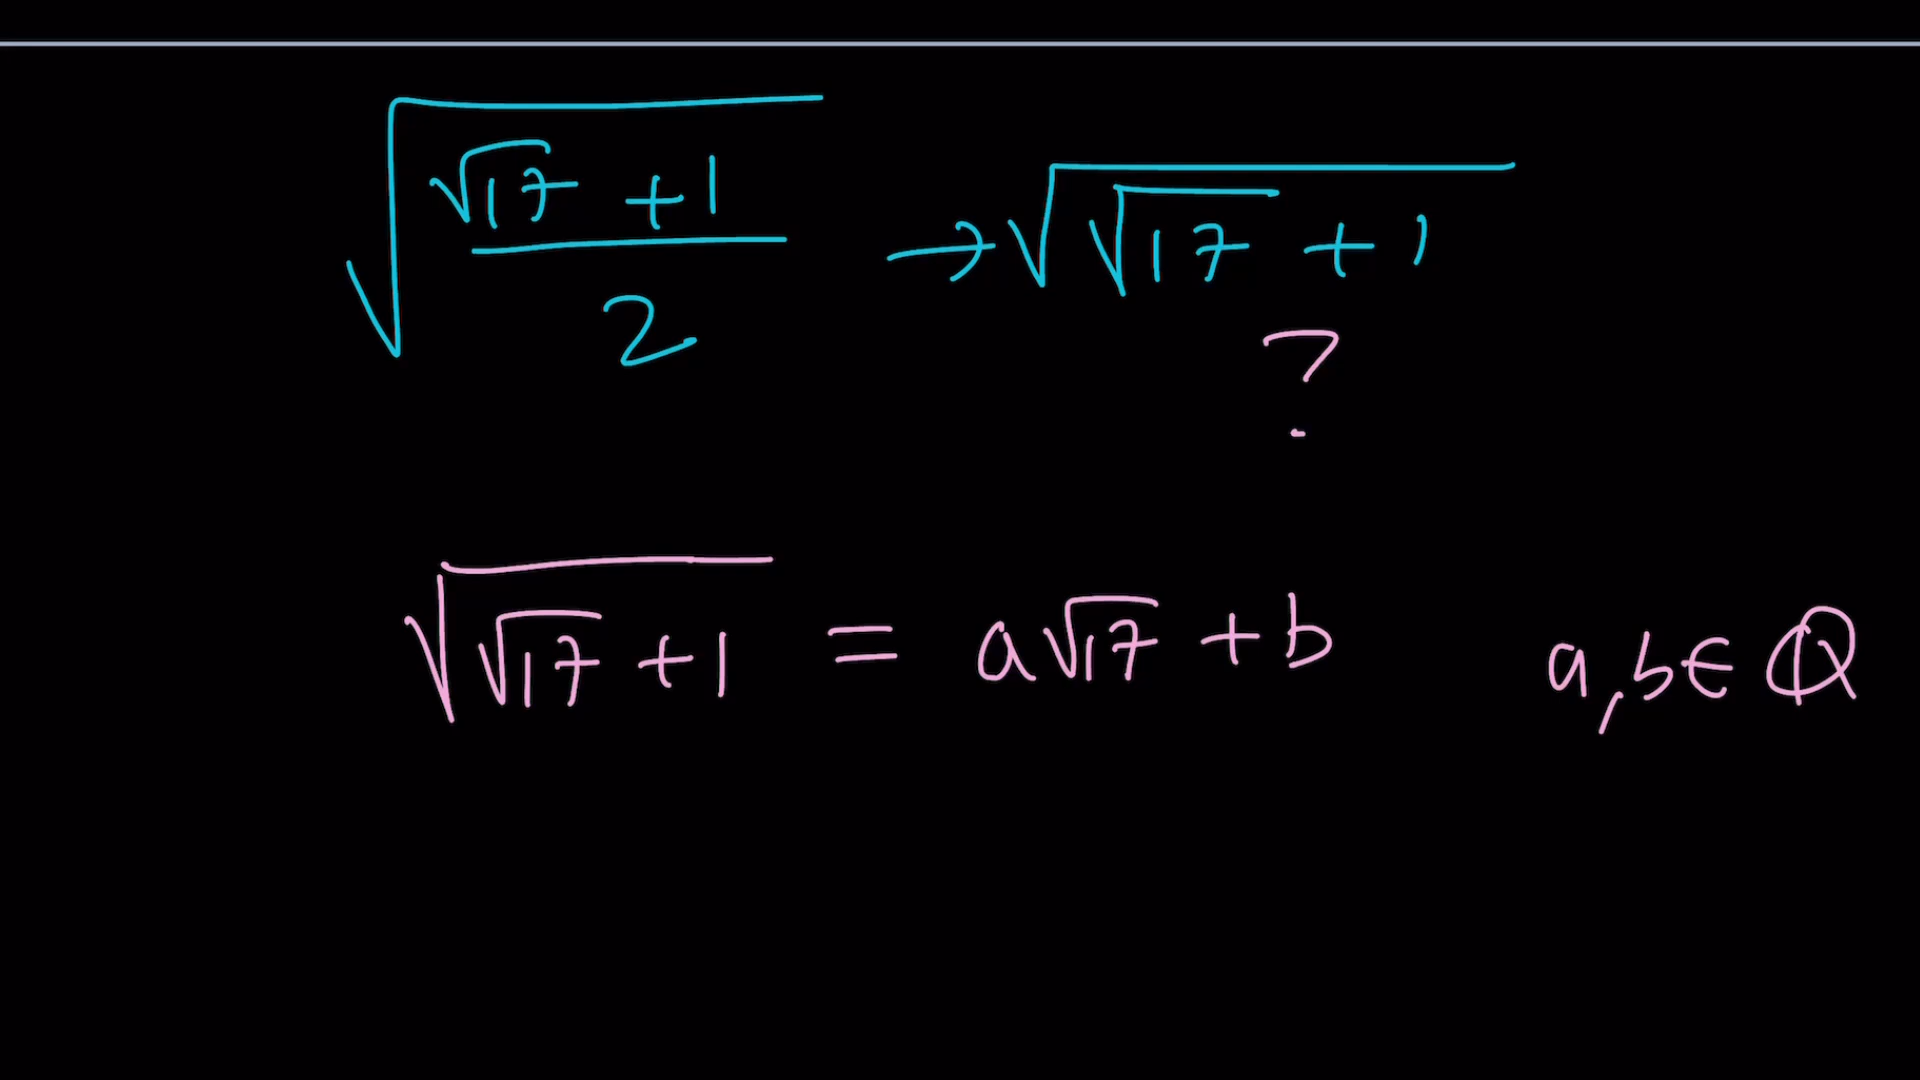 √((√17 + 1)/2) → √(√17 + 1)
?
√(√17 + 1) = a√17 + b a, b ∈ ℚ